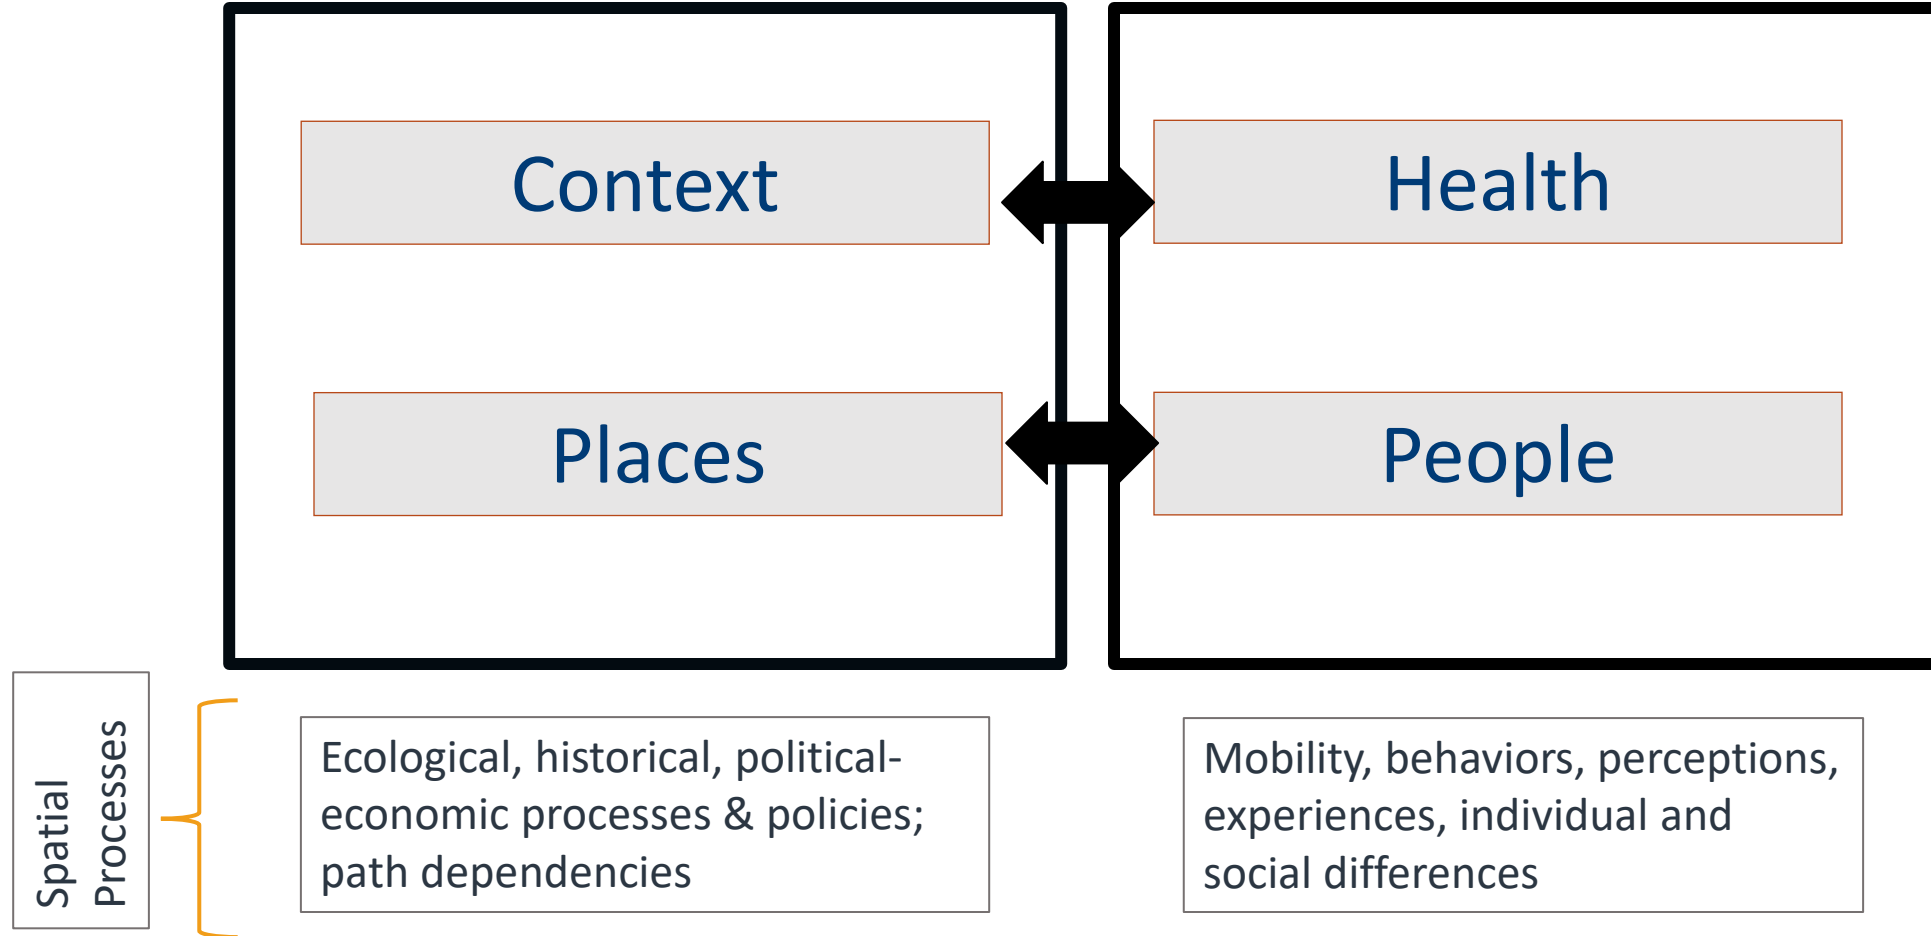 Context
Health
Places
People
Spatial
Processes
Ecological, historical, political-
economic processes & policies;
path dependencies
Mobility, behaviors, perceptions,
experiences, individual and
social differences